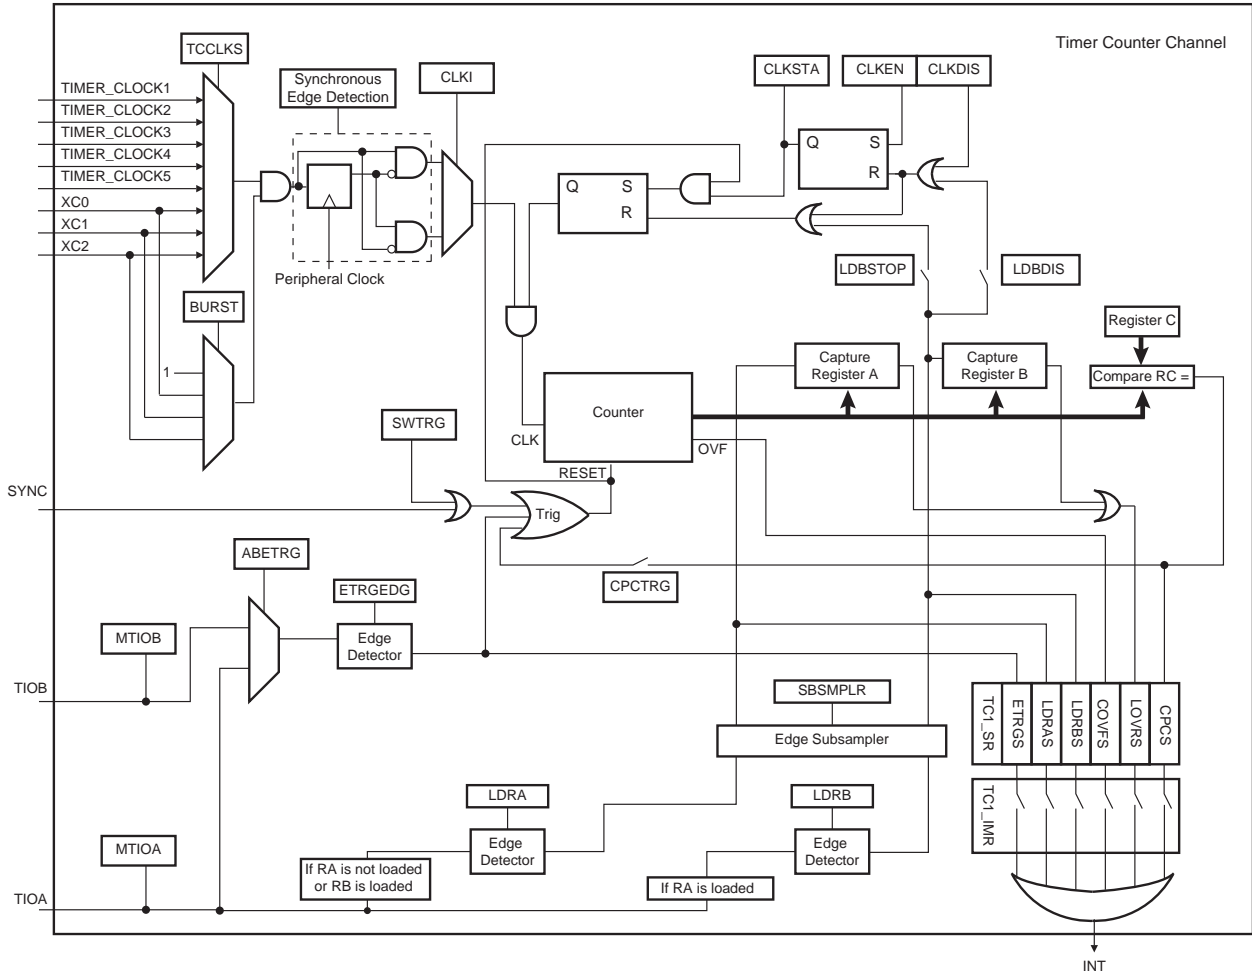 Timer Counter Channel
TCCLKS
TIMER_CLOCK1
TIMER_CLOCK2
TIMER_CLOCK3
TIMER_CLOCK4
TIMER_CLOCK5
XC0
XC1
XC2
Synchronous
Edge Detection
CLKI
Peripheral Clock
CLKSTA
CLKEN
CLKDIS
Q
S
R
Q
S
R
LDBSTOP
LDBDIS
BURST
1
Register C
Capture
Register A
Capture
Register B
Compare RC =
Counter
CLK
OVF
RESET
SWTRG
SYNC
Trig
CPCTRG
ABETRG
ETRGEDG
Edge
Detector
MTIOB
TIOB
SBSMPLR
Edge Subsampler
TC1_SR
ETRGS
LDRAS
LDRBS
COVFS
LOVRS
CPCS
TC1_IMR
LDRA
Edge
Detector
LDRB
Edge
Detector
MTIOA
If RA is not loaded
or RB is loaded
If RA is loaded
TIOA
INT